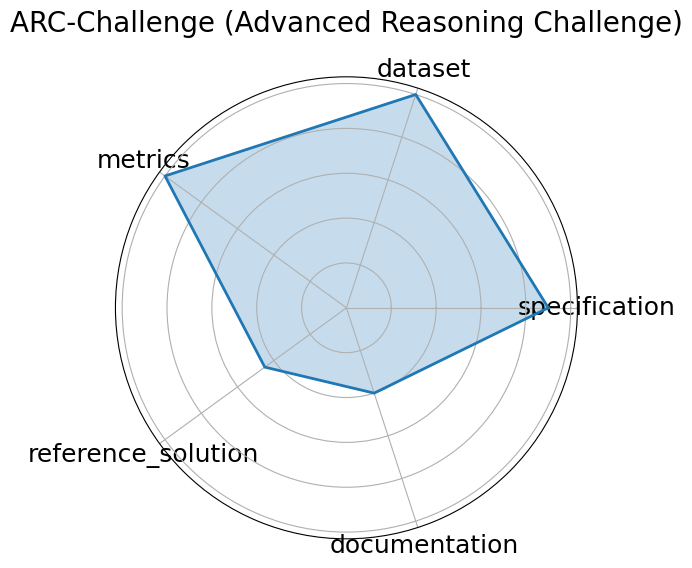 ARC-Challenge (Advanced Reasoning Challenge)
dataset
metrics
specification
reference_solution
documentation